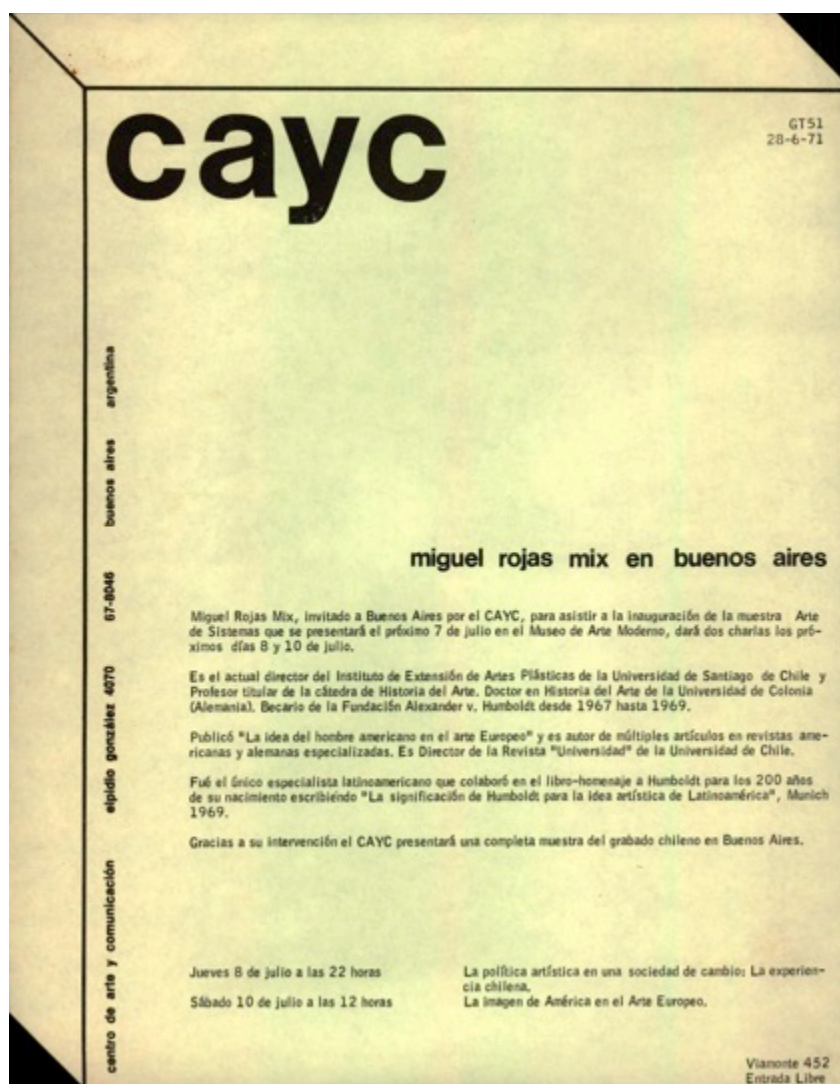 cayc
GT51
28-6-71
centro de arte y comunicación elpidio gonzález 4070 67-8046 buenos aires argentina
miguel rojas mix en buenos aires
Miguel Rojas Mix, invitado a Buenos Aires por el CAYC, para asistir a la inauguración de la muestra Arte
de Sistemas que se presentará el próximo 7 de julio en el Museo de Arte Moderno, dará dos charlas los pró-
ximos días 8 y 10 de julio.
Es el actual director del Instituto de Extensión de Artes Plásticas de la Universidad de Santiago de Chile y
Profesor titular de la cátedra de Historia del Arte. Doctor en Historia del Arte de la Universidad de Colonia
(Alemania). Becario de la Fundación Alexander v. Humboldt desde 1967 hasta 1969.
Publicó "La idea del hombre americano en el arte Europeo" y es autor de múltiples artículos en revistas ame-
ricanas y alemanas especializadas. Es Director de la Revista "Universidad" de la Universidad de Chile.
Fué el único especialista latinoamericano que colaboró en el libro-homenaje a Humboldt para los 200 años
de su nacimiento escribiendo "La significación de Humboldt para la idea artística de Latinoamérica", Munich
1969.
Gracias a su intervención el CAYC presentará una completa muestra del grabado chileno en Buenos Aires.
Jueves 8 de julio a las 22 horas La política artística en una sociedad de cambio: La experien-
cia chilena.
Sábado 10 de julio a las 12 horas La imagen de América en el Arte Europeo.
Viamonte 452
Entrada Libre